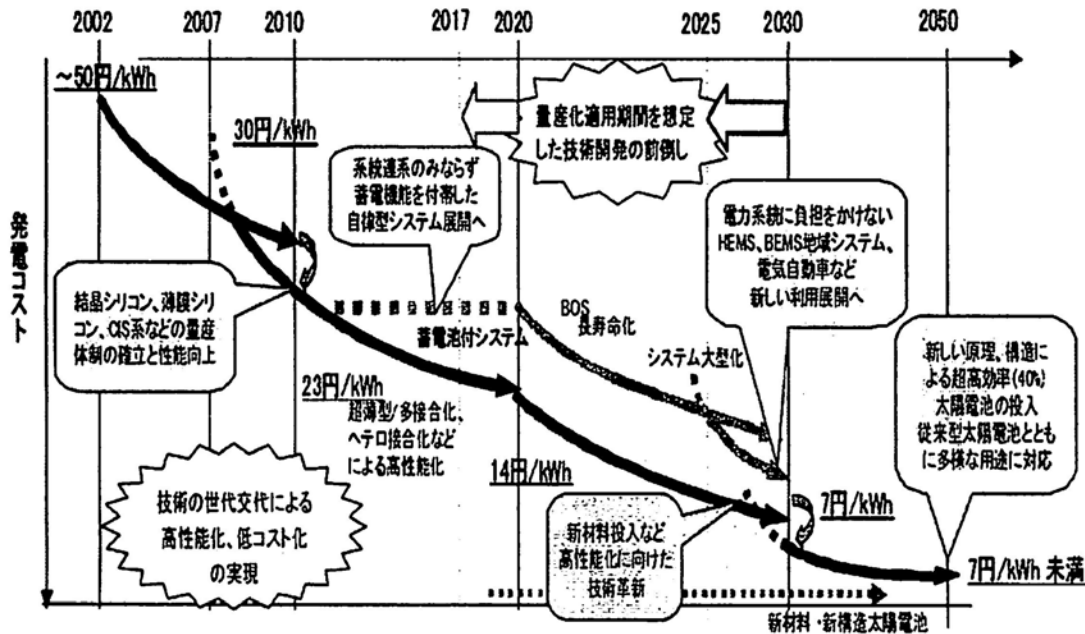 2002
2007
2010
2017
2020
2025
2030
2050
発電コスト
~50円/kWh
30円/kWh
量産化適用期間を想定
した技術開発の前倒し
系統連系のみならず
蓄電機能を付帯した
自律型システム展開へ
電力系統に負担をかけない
HEMS、BEMS地域システム、
電気自動車など
新しい利用展開へ
結晶シリコン、薄膜シリ
コン、CIS系などの量産
体制の確立と性能向上
蓄電池付システム
BOS
長寿命化
システム大型化
新しい原理、構造によ
る超高効率(40%)
太陽電池の投入
従来型太陽電池ととも
に多様な用途に対応
23円/kWh
超薄型/多接合化、
ヘテロ接合化など
による高性能化
14円/kWh
7円/kWh
技術の世代交代による
高性能化、低コスト化
の実現
新材料投入など
高性能化に向けた
技術革新
7円/kWh 未満
新材料・新構造太陽電池